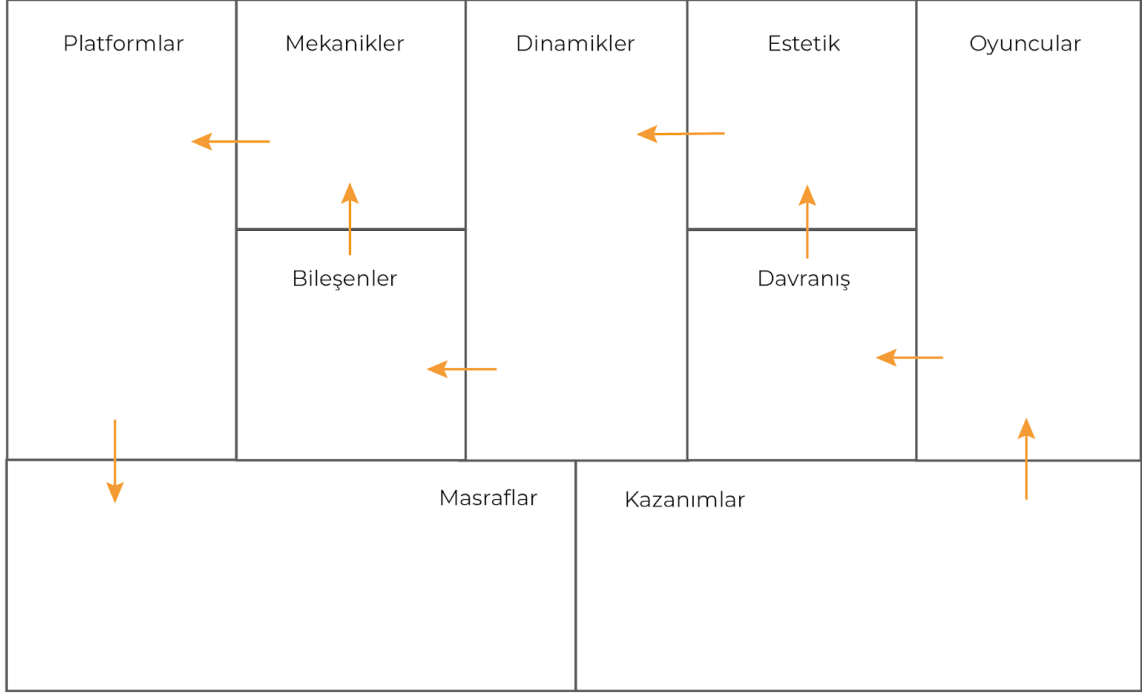 Platformlar
Mekanikler
Dinamikler
Estetik
Oyuncular
Bileşenler
Davranış
Masraflar
Kazanımlar